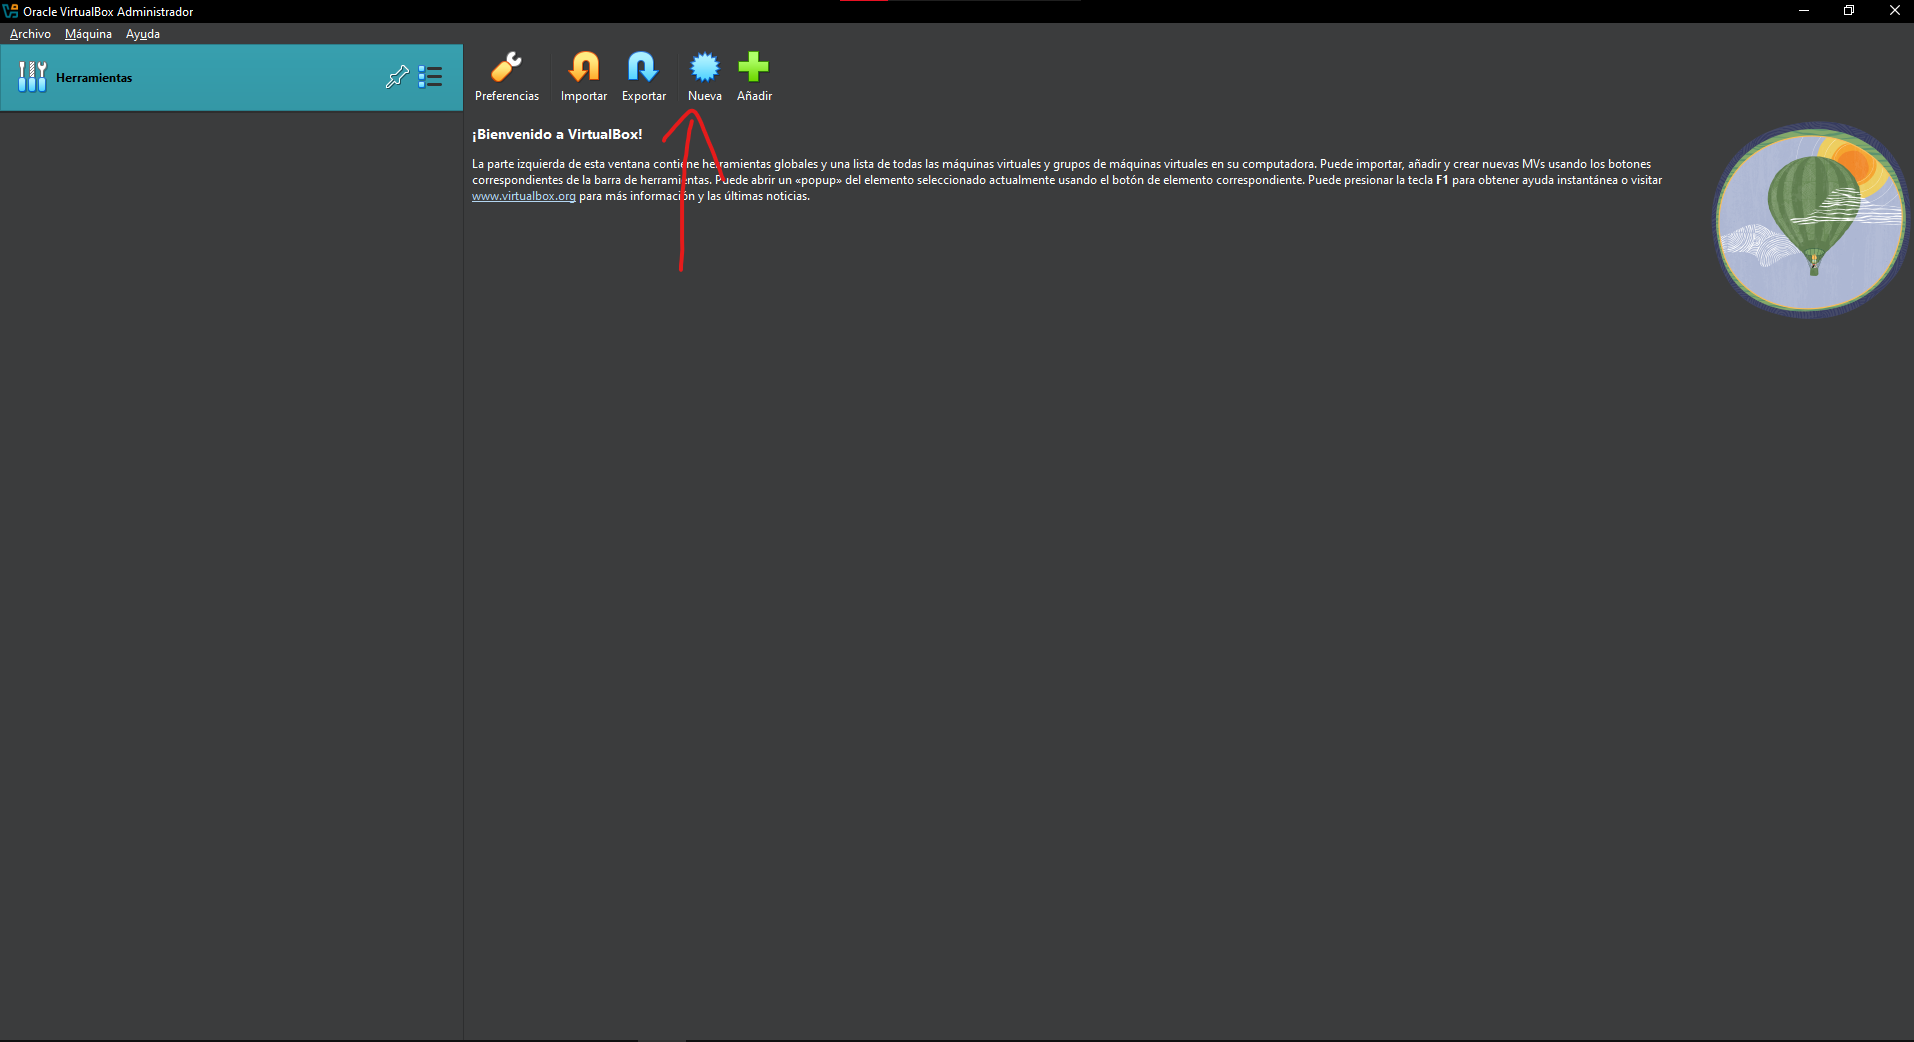 Oracle VirtualBox Administrador
Archivo Máquina Ayuda
Herramientas
Preferencias Importar Exportar Nueva Añadir
¡Bienvenido a VirtualBox!
La parte izquierda de esta ventana contiene herramientas globales y una lista de todas las máquinas virtuales y grupos de máquinas virtuales en su computadora. Puede importar, añadir y crear nuevas MVs usando los botones
correspondientes de la barra de herramientas. Puede abrir un «popup» del elemento seleccionado actualmente usando el botón de elemento correspondiente. Puede presionar la tecla F1 para obtener ayuda instantánea o visitar
www.virtualbox.org para más información y las últimas noticias.